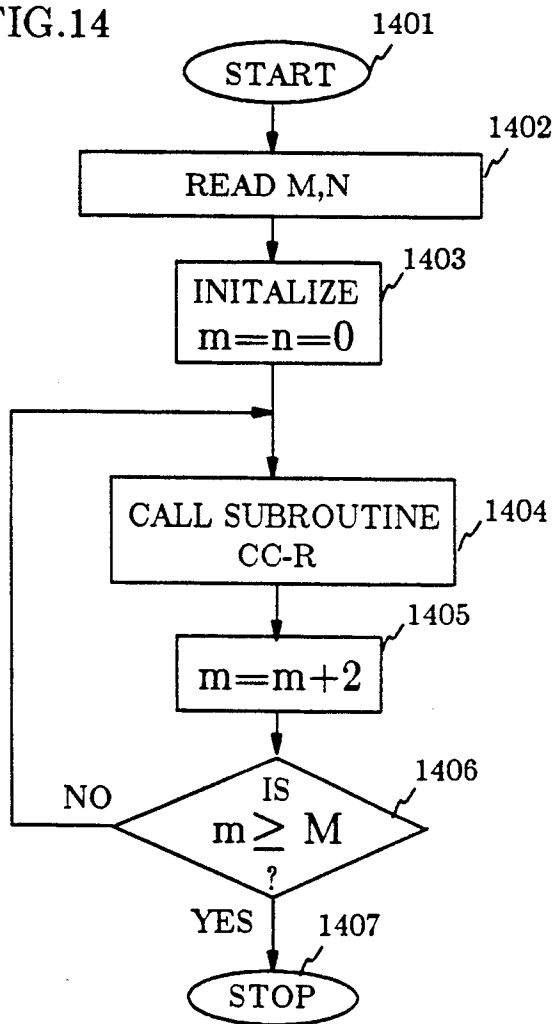 FIG.14
1401
START
1402
READ M,N
1403
INITALIZE
m=n=0
CALL SUBROUTINE
CC-R
1404
1405
m=m+2
1406
NO
IS
m≥ M
?
YES
1407
STOP